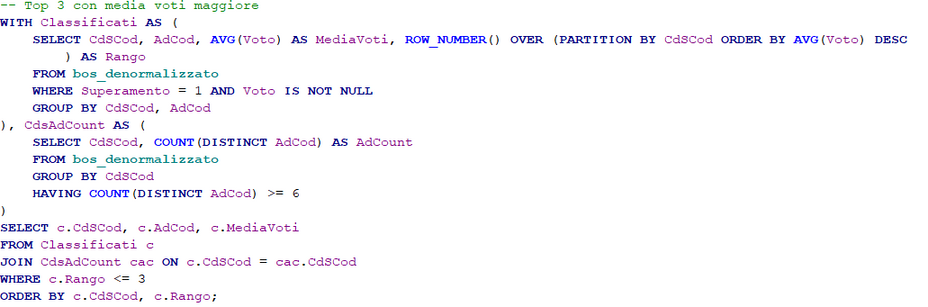 -- Top 3 con media voti maggiore
WITH Classificati AS (
    SELECT CdSCod, AdCod, AVG(Voto) AS MediaVoti, ROW_NUMBER() OVER (PARTITION BY CdSCod ORDER BY AVG(Voto) DESC
        ) AS Rango
    FROM bos_denormalizzato
    WHERE Superamento = 1 AND Voto IS NOT NULL
    GROUP BY CdSCod, AdCod
), CdsAdCount AS (
    SELECT CdSCod, COUNT(DISTINCT AdCod) AS AdCount
    FROM bos_denormalizzato
    GROUP BY CdSCod
    HAVING COUNT(DISTINCT AdCod) >= 6
)
SELECT c.CdSCod, c.AdCod, c.MediaVoti
FROM Classificati c
JOIN CdsAdCount cac ON c.CdSCod = cac.CdSCod
WHERE c.Rango <= 3
ORDER BY c.CdSCod, c.Rango;